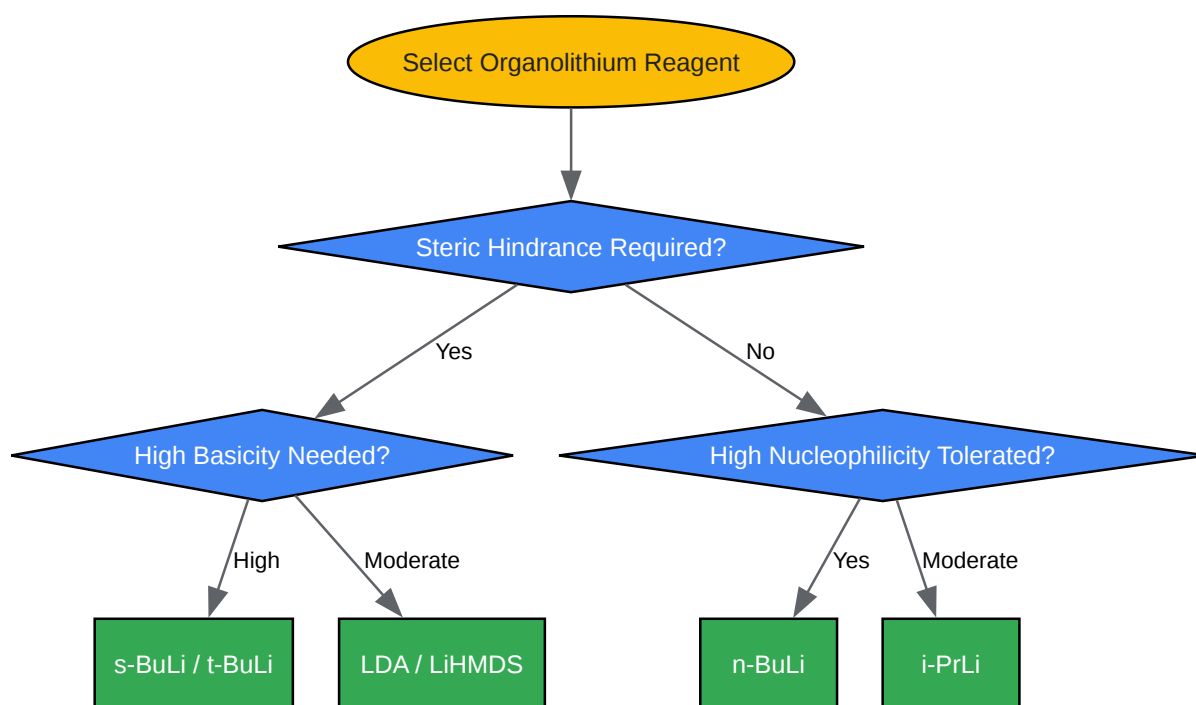 Select Organolithium Reagent
Steric Hindrance Required?
Yes
No
High Basicity Needed?
High Nucleophilicity Tolerated?
High
Moderate
Yes
Moderate
s-BuLi / t-BuLi
LDA / LiHMDS
n-BuLi
i-PrLi